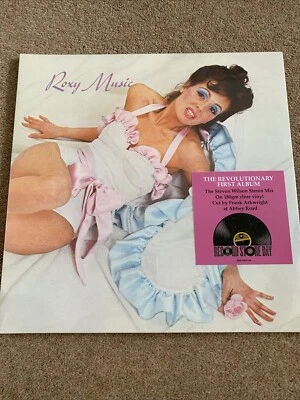 Roxy Music
THE REVOLUTIONARY
FIRST ALBUM
The Steven Wilson Stereo Mix
On 180gm clear vinyl
Cut by Frank Arkwright
at Abbey Road
RECORD STORE DAY